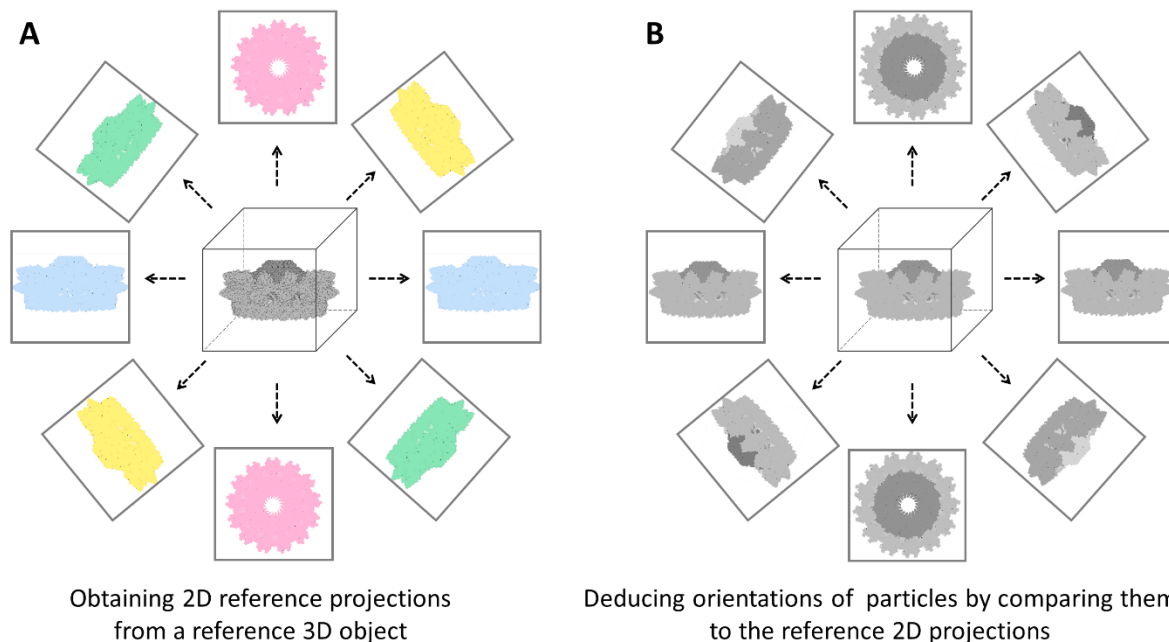 A
B
Obtaining 2D reference projections
from a reference 3D object
Deducing orientations of particles by comparing them
to the reference 2D projections